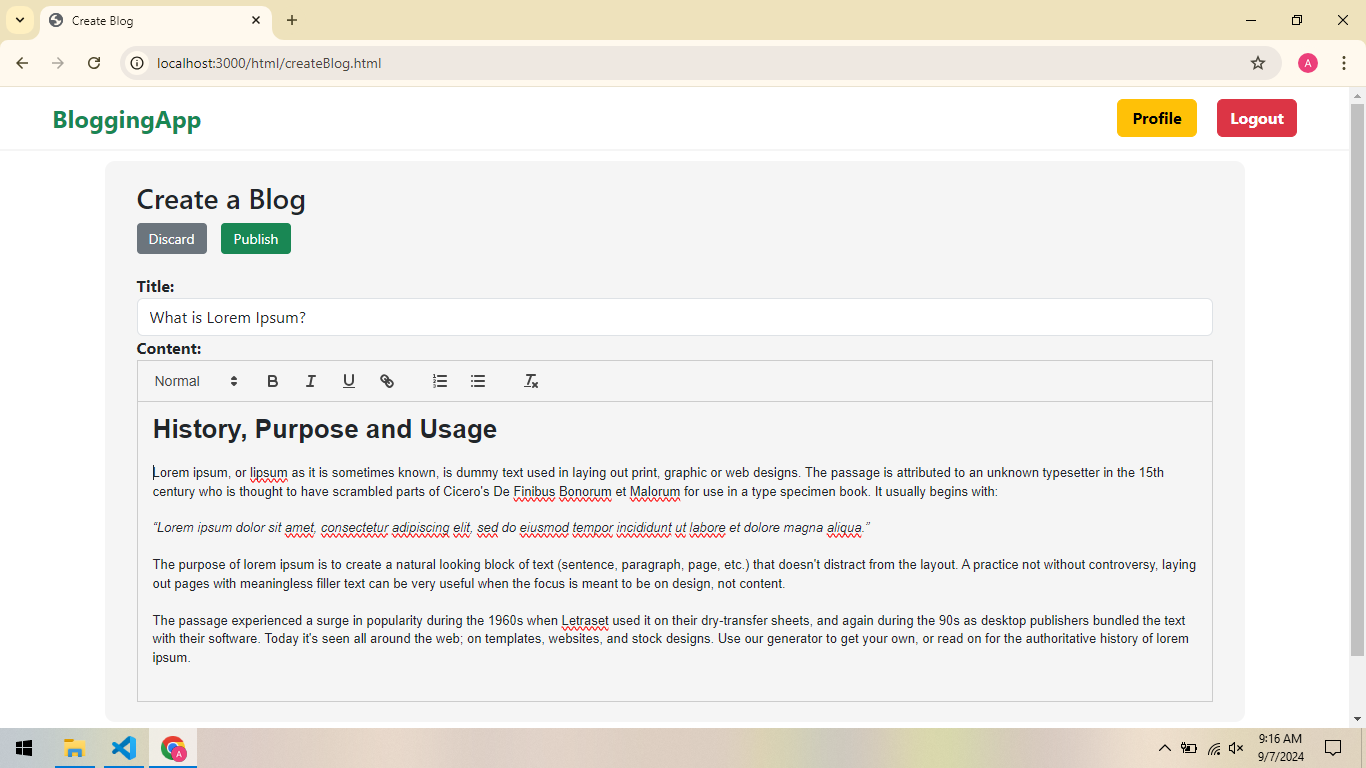 Create Blog
localhost:3000/html/createBlog.html
A
BloggingApp
Profile
Logout
Create a Blog
Discard
Publish
Title:
What is Lorem Ipsum?
Content:
Normal
B I U
History, Purpose and Usage
Lorem ipsum, or lipsum as it is sometimes known, is dummy text used in laying out print, graphic or web designs. The passage is attributed to an unknown typesetter in the 15th
century who is thought to have scrambled parts of Cicero's De Finibus Bonorum et Malorum for use in a type specimen book. It usually begins with:
“Lorem ipsum dolor sit amet, consectetur adipiscing elit, sed do eiusmod tempor incididunt ut labore et dolore magna aliqua.”
The purpose of lorem ipsum is to create a natural looking block of text (sentence, paragraph, page, etc.) that doesn't distract from the layout. A practice not without controversy, laying
out pages with meaningless filler text can be very useful when the focus is meant to be on design, not content.
The passage experienced a surge in popularity during the 1960s when Letraset used it on their dry-transfer sheets, and again during the 90s as desktop publishers bundled the text
with their software. Today it's seen all around the web; on templates, websites, and stock designs. Use our generator to get your own, or read on for the authoritative history of lorem
ipsum.
A
9:16 AM
9/7/2024